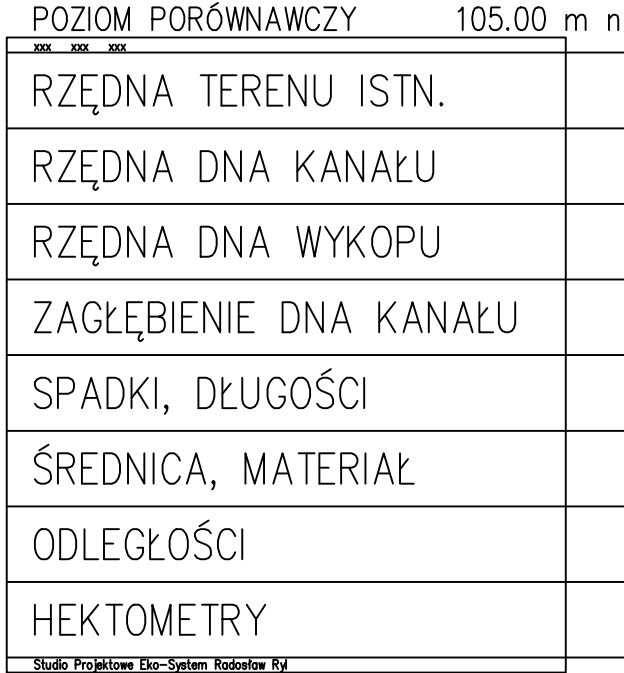 POZIOM PORÓWNAWCZY 105.00 m n
xxx xxx xxx
RZĘDNA TERENU ISTN.
RZĘDNA DNA KANAŁU
RZĘDNA DNA WYKOPU
ZAGŁĘBIENIE DNA KANAŁU
SPADKI, DŁUGOŚCI
ŚREDNICA, MATERIAŁ
ODLEGŁOŚCI
HEKTOMETRY
Studio Projektowe Eko-System Radosław Ryl